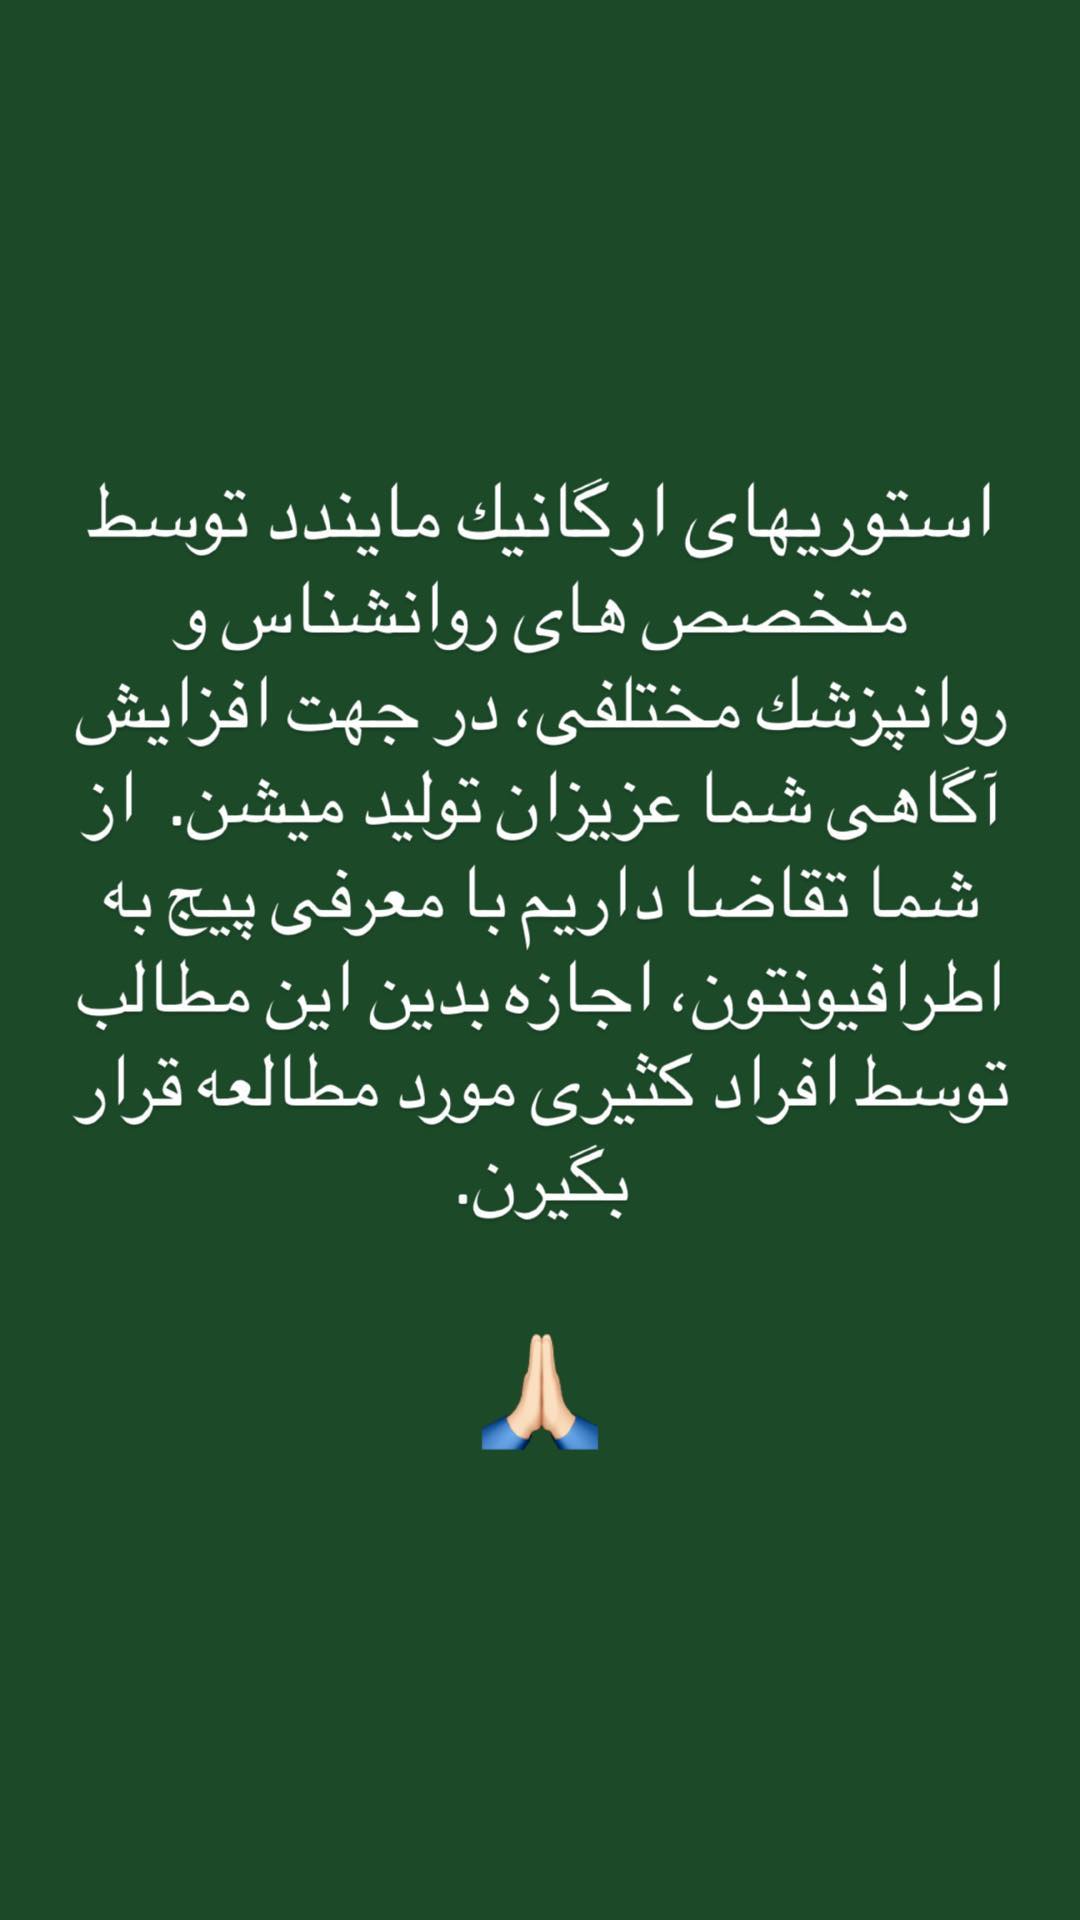 استوریهای ارگانیك مایندد توسط
متخصص های روانشناس و
روانپزشك مختلفی، در جهت افزایش
آگاهی شما عزیزان تولید میشن. از
شما تقاضا داریم با معرفی پیج به
اطرافیونتون، اجازه بدین این مطالب
توسط افراد کثیری مورد مطالعه قرار
بگیرن.
🙏🏻